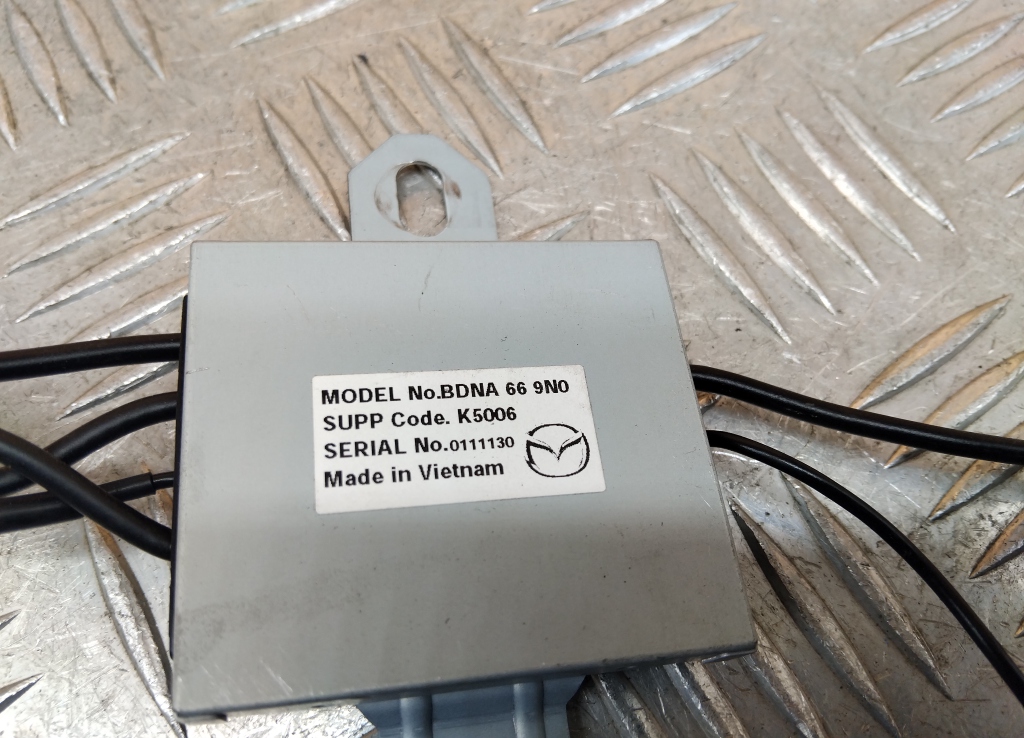 MODEL No.BDNA 66 9N0
SUPP Code. K5006
SERIAL No.0111130
Made in Vietnam